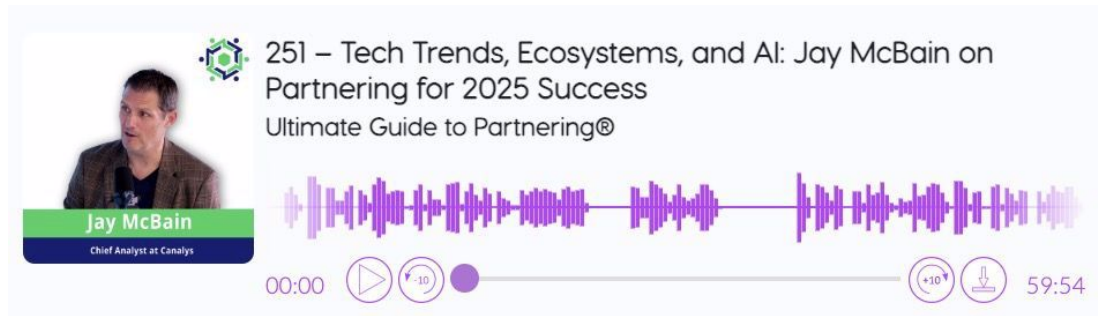 251 – Tech Trends, Ecosystems, and AI: Jay McBain on
Partnering for 2025 Success
Ultimate Guide to Partnering®
Jay McBain
Chief Analyst at Canalys
00:00
-10
+10
59:54